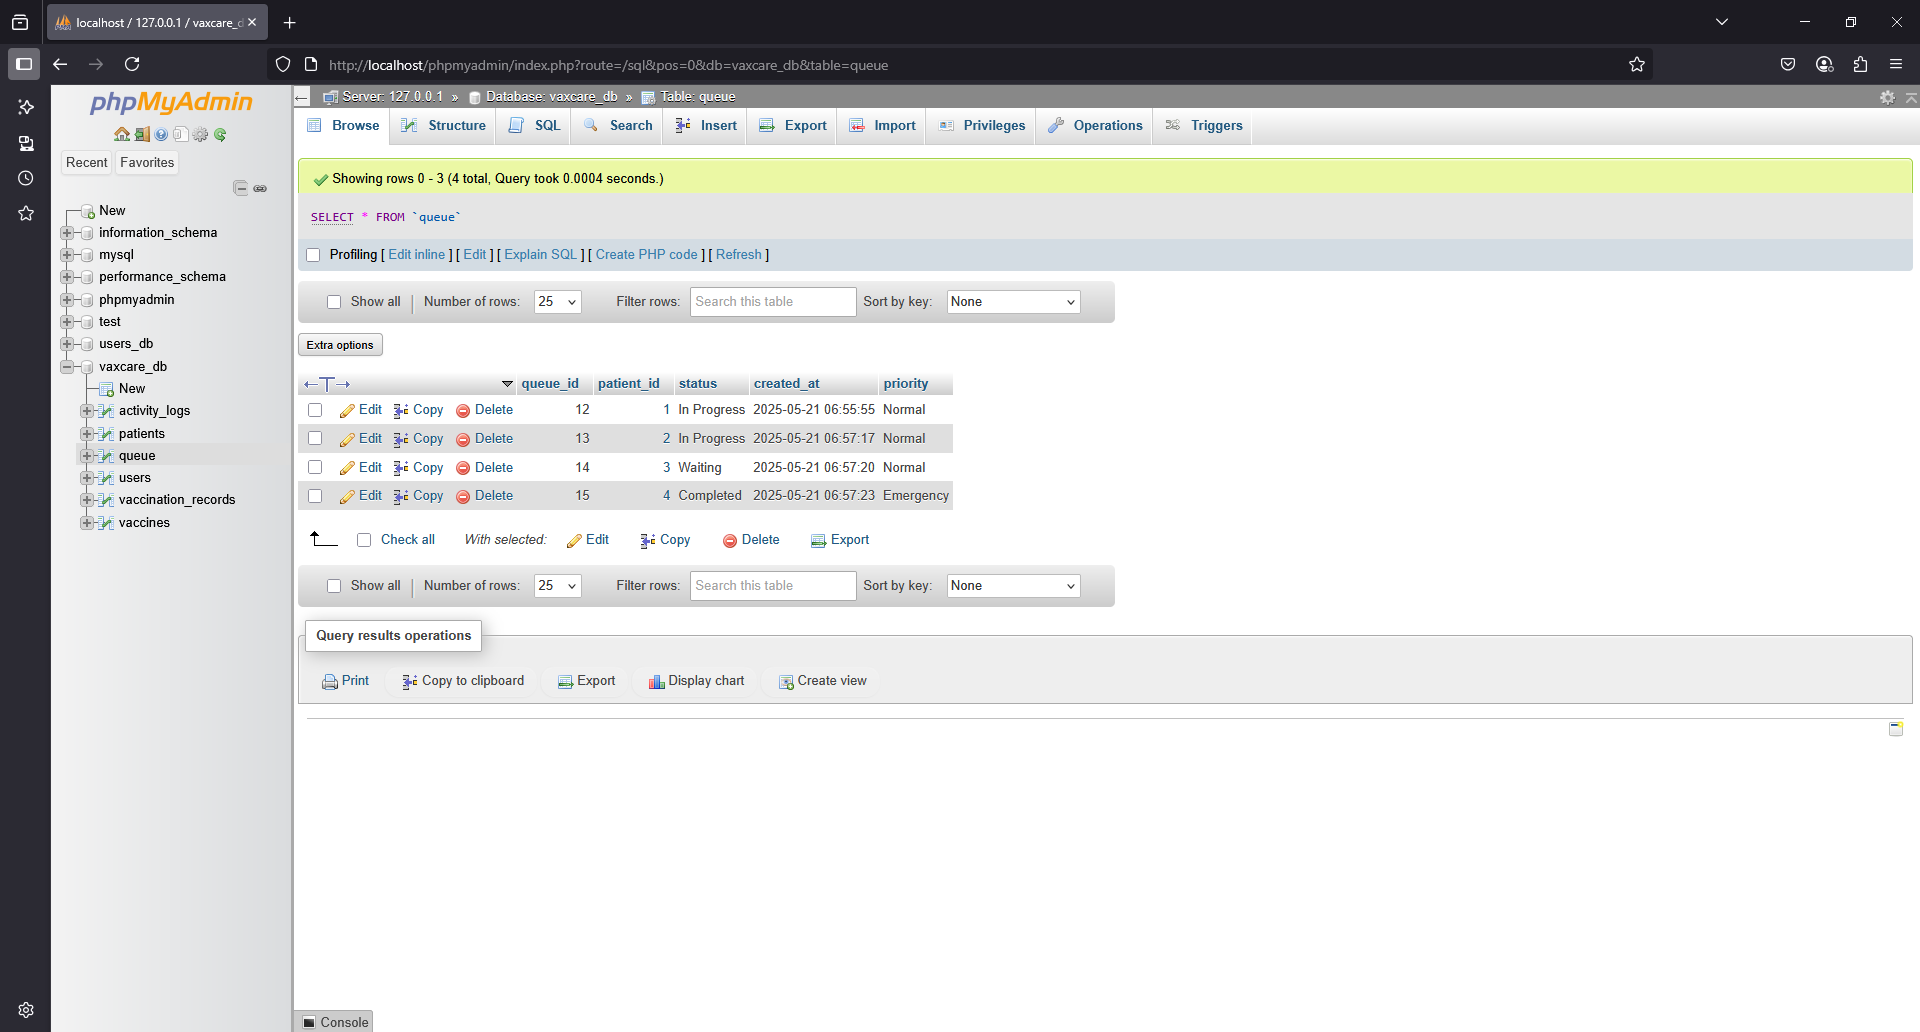 localhost / 127.0.0.1 / vaxcare_d
http://localhost/phpmyadmin/index.php?route=/sql&pos=0&db=vaxcare_db&table=queue
phpMyAdmin
Recent Favorites
New
information_schema
mysql
performance_schema
phpmyadmin
test
users_db
vaxcare_db
New
activity_logs
patients
queue
users
vaccination_records
vaccines
Server: 127.0.0.1 » Database: vaxcare_db » Table: queue
Browse Structure SQL Search Insert Export Import Privileges Operations Triggers
Showing rows 0 - 3 (4 total, Query took 0.0004 seconds.)
SELECT * FROM `queue`
Profiling [ Edit inline ] [ Edit ] [ Explain SQL ] [ Create PHP code ] [ Refresh ]
Show all | Number of rows: 25 Filter rows: Search this table Sort by key: None
Extra options
←T→ queue_id patient_id status created_at priority
Edit Copy Delete 12 1 In Progress 2025-05-21 06:55:55 Normal
Edit Copy Delete 13 2 In Progress 2025-05-21 06:57:17 Normal
Edit Copy Delete 14 3 Waiting 2025-05-21 06:57:20 Normal
Edit Copy Delete 15 4 Completed 2025-05-21 06:57:23 Emergency
Check all With selected: Edit Copy Delete Export
Show all | Number of rows: 25 Filter rows: Search this table Sort by key: None
Query results operations
Print Copy to clipboard Export Display chart Create view
Console